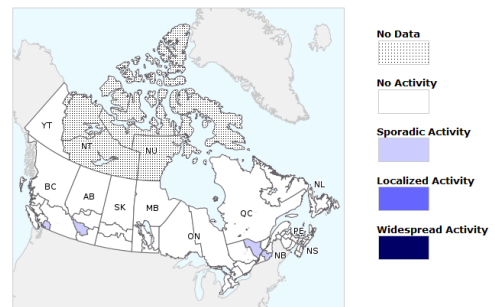 No Data
No Activity
Sporadic Activity
Localized Activity
Widespread Activity
YT
NT
NU
BC
AB
SK
MB
ON
QC
NL
PE
NB
NS